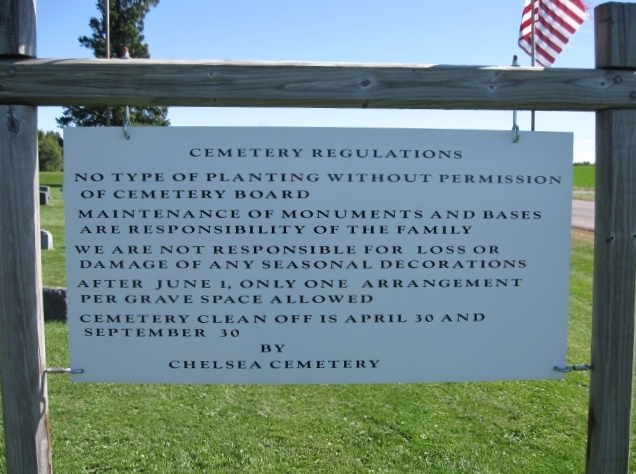 CEMETERY REGULATIONS
NO TYPE OF PLANTING WITHOUT PERMISSION
OF CEMETERY BOARD
MAINTENANCE OF MONUMENTS AND BASES
ARE RESPONSIBILITY OF THE FAMILY
WE ARE NOT RESPONSIBLE FOR LOSS OR
DAMAGE OF ANY SEASONAL DECORATIONS
AFTER JUNE 1, ONLY ONE ARRANGEMENT
PER GRAVE SPACE ALLOWED
CEMETERY CLEAN OFF IS APRIL 30 AND
SEPTEMBER 30
BY
CHELSEA CEMETERY